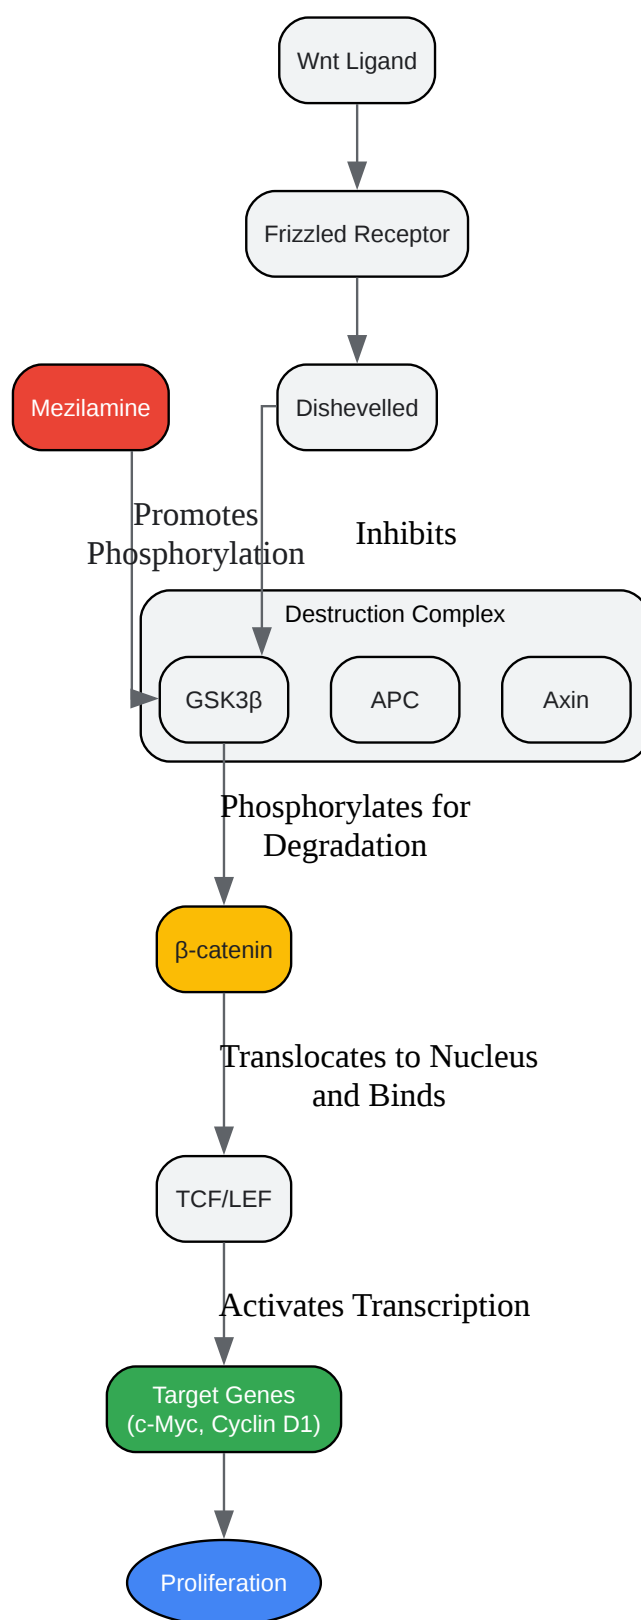 Wnt Ligand
Frizzled Receptor
Mezilamine
Dishevelled
Promotes
Phosphorylation
Inhibits
Destruction Complex
GSK3β
APC
Axin
Phosphorylates for
Degradation
β-catenin
Translocates to Nucleus
and Binds
TCF/LEF
Activates Transcription
Target Genes
(c-Myc, Cyclin D1)
Proliferation